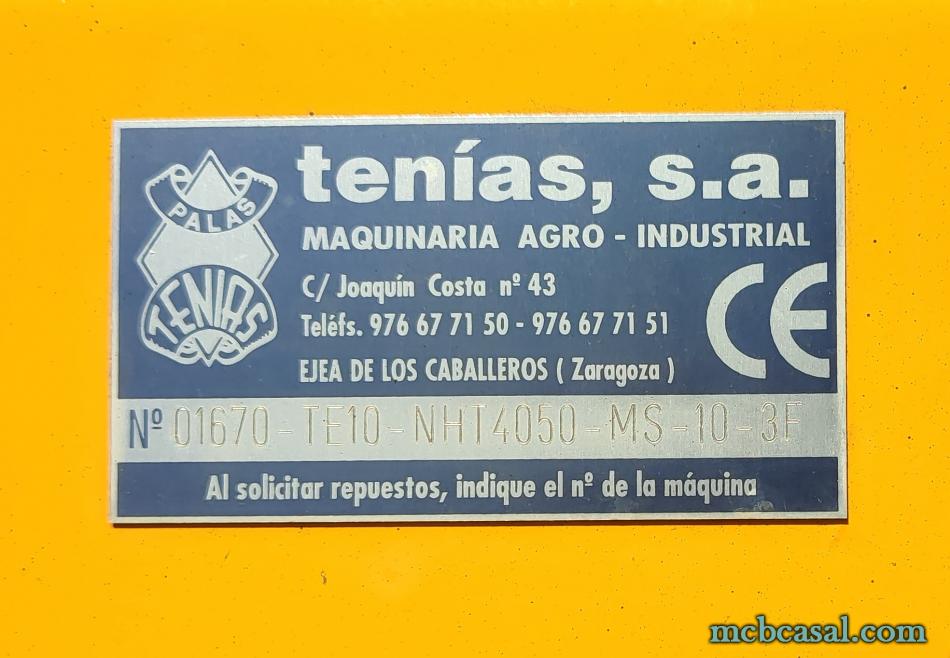 PALAS
TENIAS
tenías, s.a.
MAQUINARIA AGRO - INDUSTRIAL
C/ Joaquín Costa nº 43
Teléfs. 976 67 71 50 - 976 67 71 51
EJEA DE LOS CABALLEROS ( Zaragoza )
CE
Nº 01670-TE10-NHT4050-MS-10-3F
Al solicitar repuestos, indique el nº de la máquina
mcbcasal.com